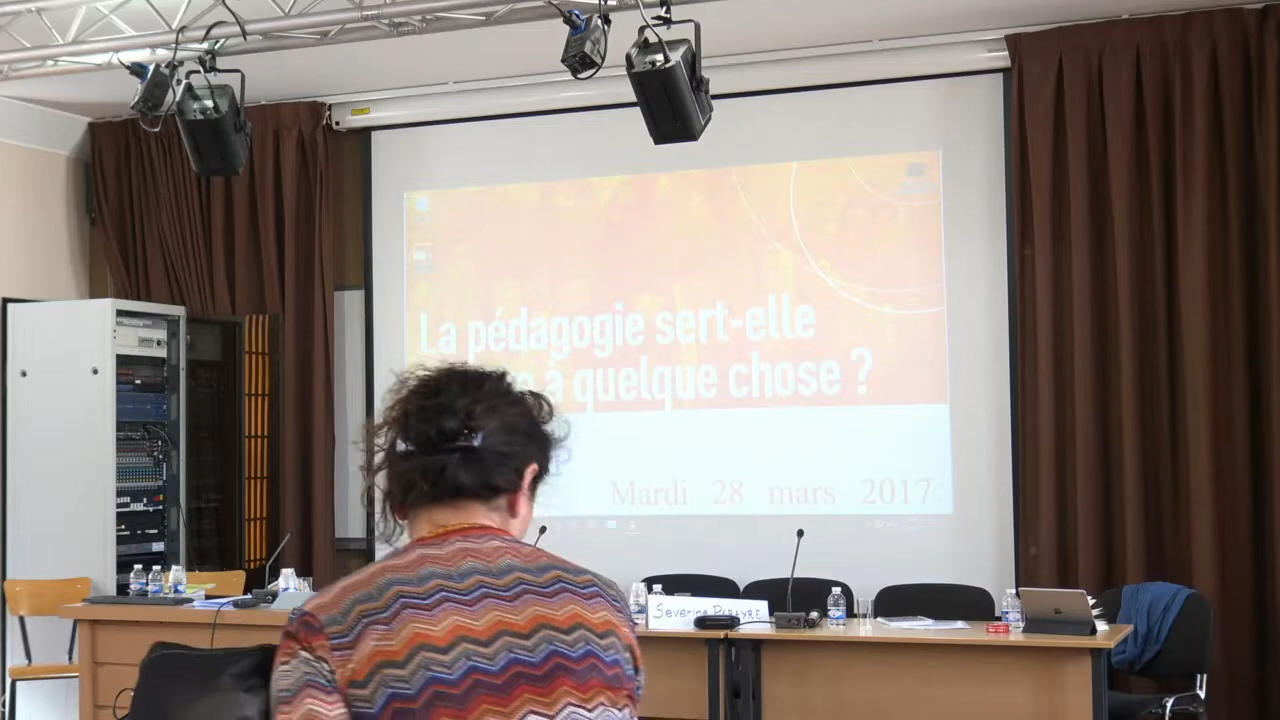 La pédagogie sert-elle
à quelque chose ?
Mardi 28 mars 2017
Severine